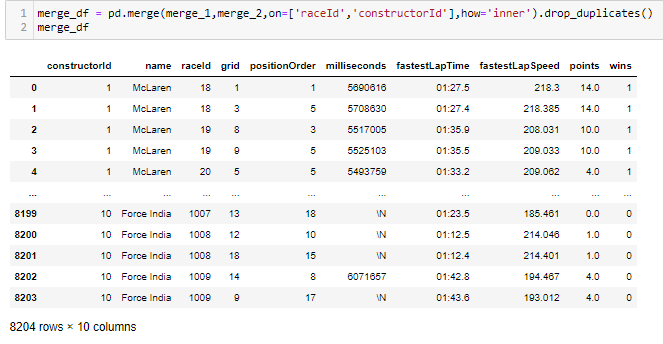 1 merge_df = pd.merge(merge_1,merge_2,on=['raceId','constructorId'],how='inner').drop_duplicates()
2 merge_df
constructorId name raceId grid positionOrder milliseconds fastestLapTime fastestLapSpeed points wins
0 1 McLaren 18 1 1 5690616 01:27.5 218.3 14.0 1
1 1 McLaren 18 3 5 5708630 01:27.4 218.385 14.0 1
2 1 McLaren 19 8 3 5517005 01:35.9 208.031 10.0 1
3 1 McLaren 19 9 5 5525103 01:35.5 209.033 10.0 1
4 1 McLaren 20 5 5 5493759 01:33.2 209.062 4.0 1
... ... ... ... ... ... ... ... ... ... ...
8199 10 Force India 1007 13 18 \N 01:23.5 185.461 0.0 0
8200 10 Force India 1008 12 10 \N 01:12.5 214.046 1.0 0
8201 10 Force India 1008 18 15 \N 01:12.4 214.401 1.0 0
8202 10 Force India 1009 14 8 6071657 01:42.8 194.467 4.0 0
8203 10 Force India 1009 9 17 \N 01:43.6 193.012 4.0 0
8204 rows × 10 columns